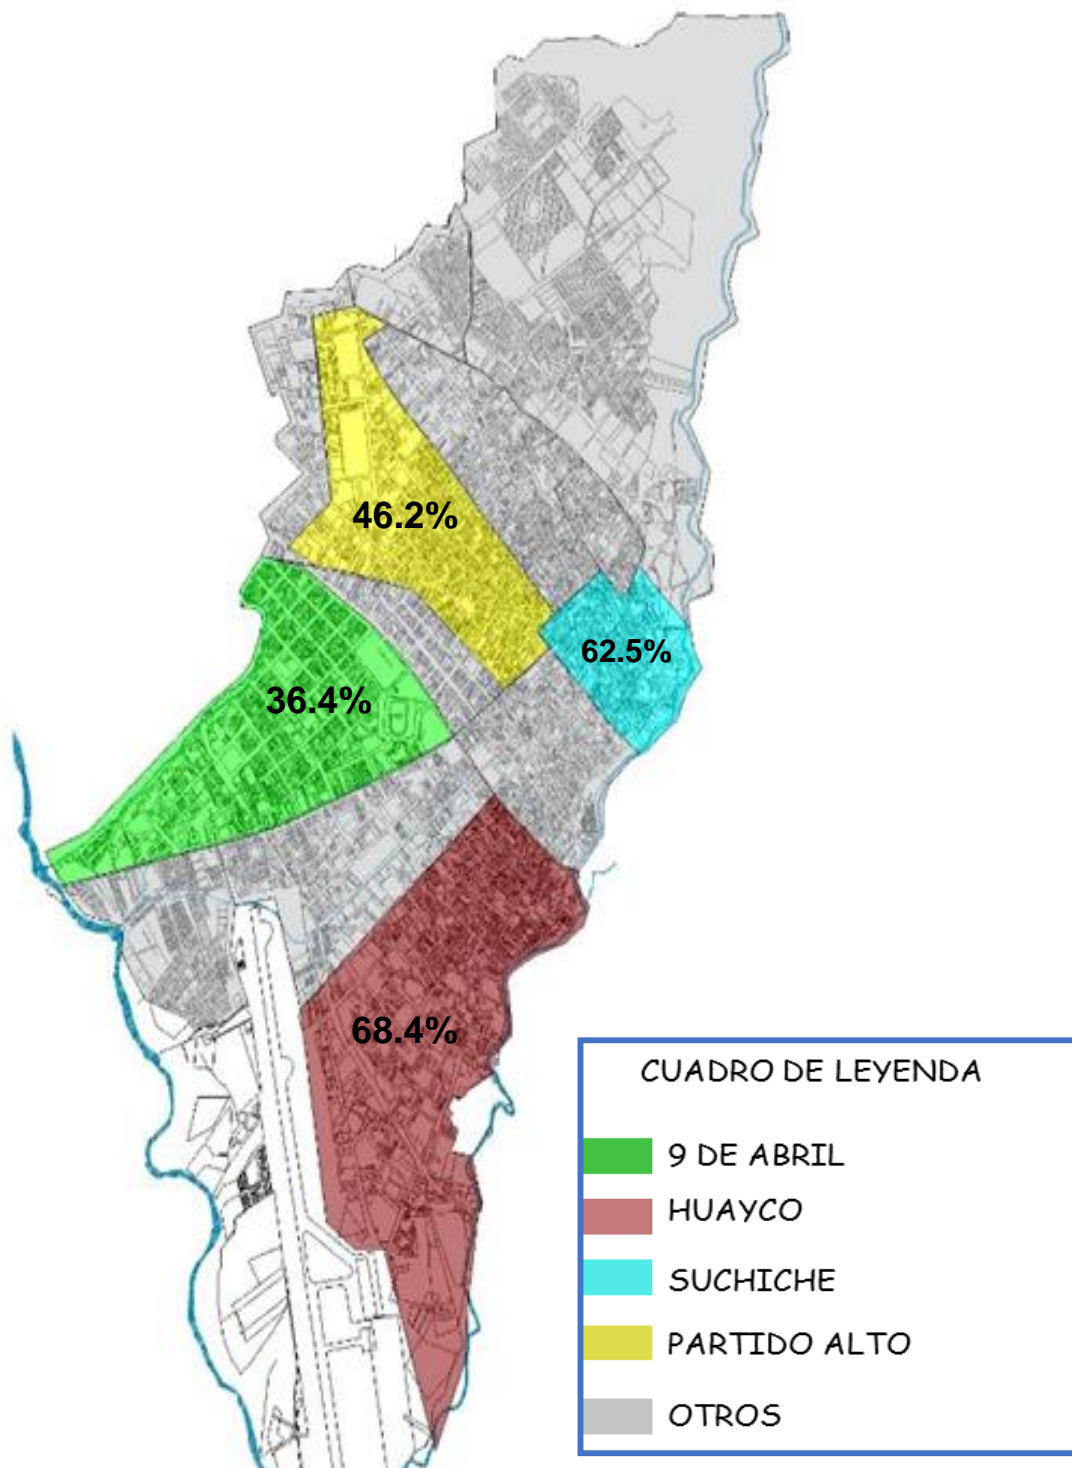 46.2%
62.5%
36.4%
68.4%
CUADRO DE LEYENDA
9 DE ABRIL
HUAYCO
SUCHICHE
PARTIDO ALTO
OTROS